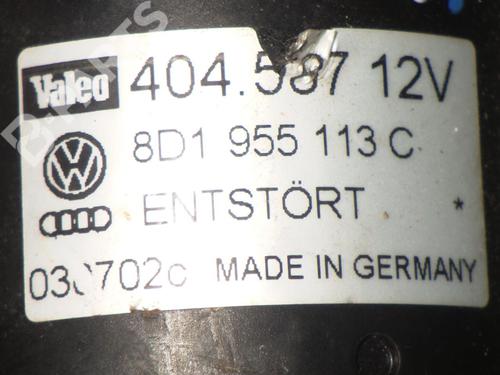 Valeo 404.587 12V
8D1 955 113 C
ENTSTÖRT *
MADE IN GERMANY